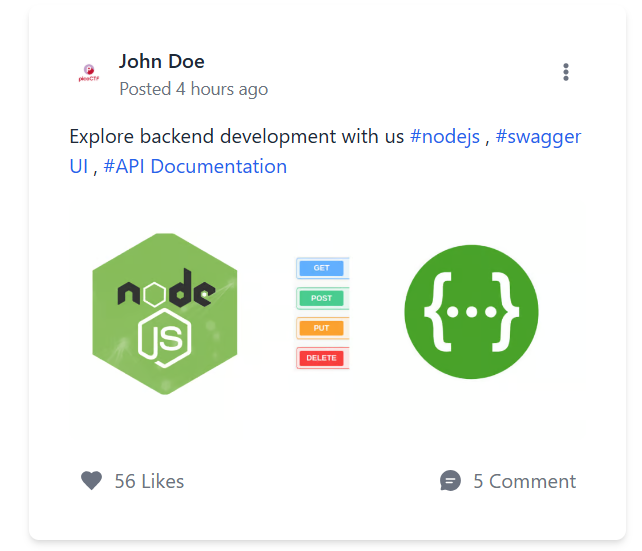 picoCTF
John Doe
Posted 4 hours ago
Explore backend development with us #nodejs , #swagger
UI , #API Documentation
node
JS
GET
POST
PUT
DELETE
{...}
56 Likes
5 Comment